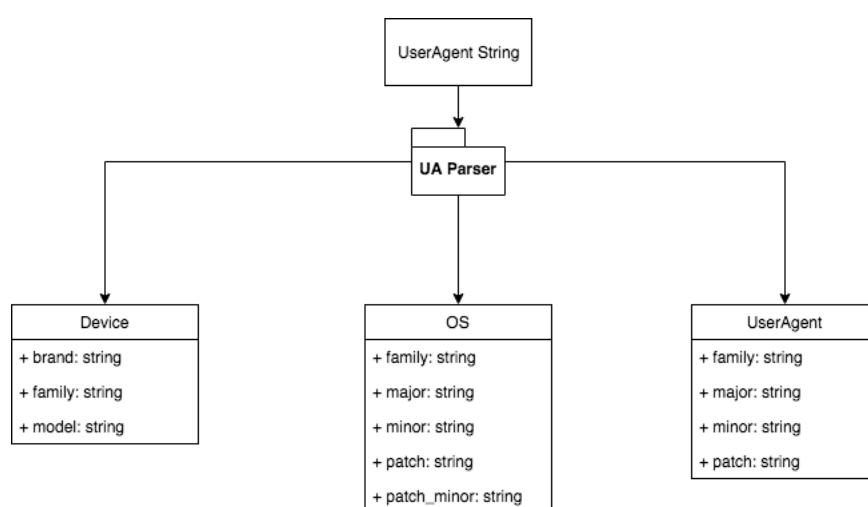 UserAgent String
UA Parser
Device
+ brand: string
+ family: string
+ model: string
OS
+ family: string
+ major: string
+ minor: string
+ patch: string
+ patch_minor: string
UserAgent
+ family: string
+ major: string
+ minor: string
+ patch: string